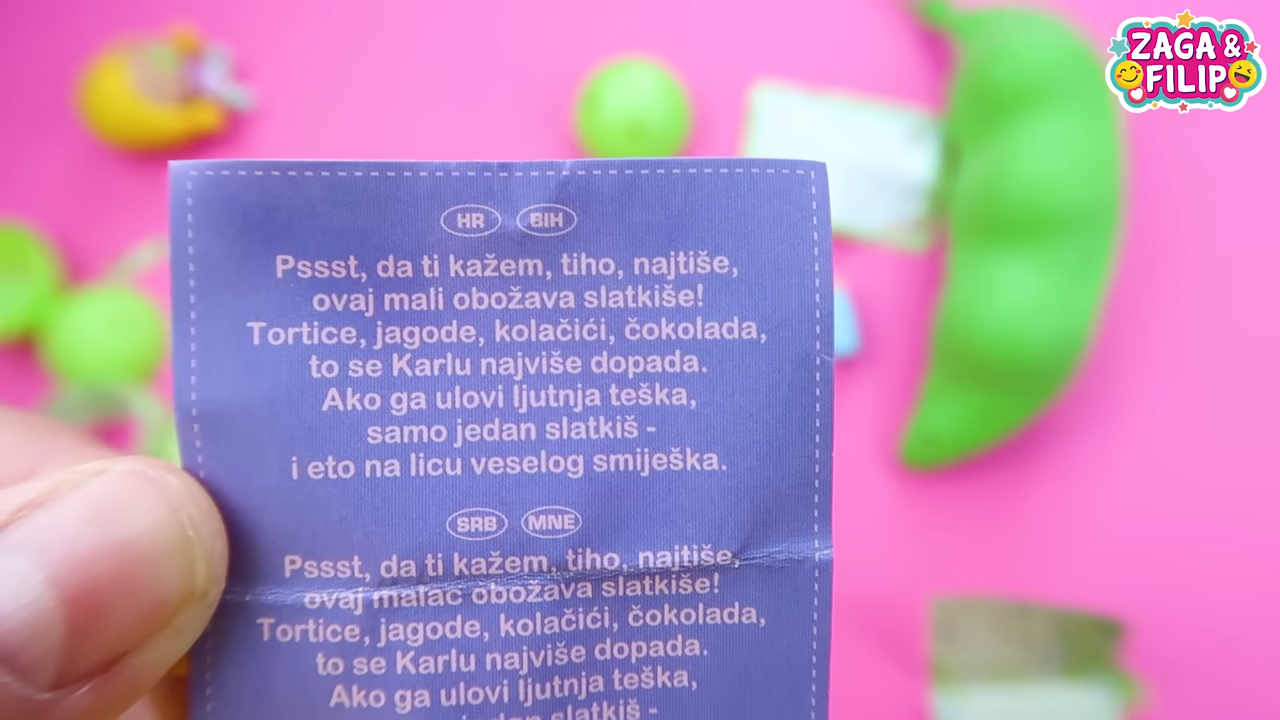 ZAGA &
FILIP
HR BIH
Pssst, da ti kažem, tiho, najtiše,
ovaj mali obožava slatkiše!
Tortice, jagode, kolačići, čokolada,
to se Karlu najviše dopada.
Ako ga ulovi ljutnja teška,
samo jedan slatkiš -
i eto na licu veselog smiješka.
SRB MNE
Pssst, da ti kažem, tiho, najtiše,
ovaj malac obožava slatkiše!
Tortice, jagode, kolačići, čokolada,
to se Karlu najviše dopada.
Ako ga ulovi ljutnja teška,
jedan slatkiš -